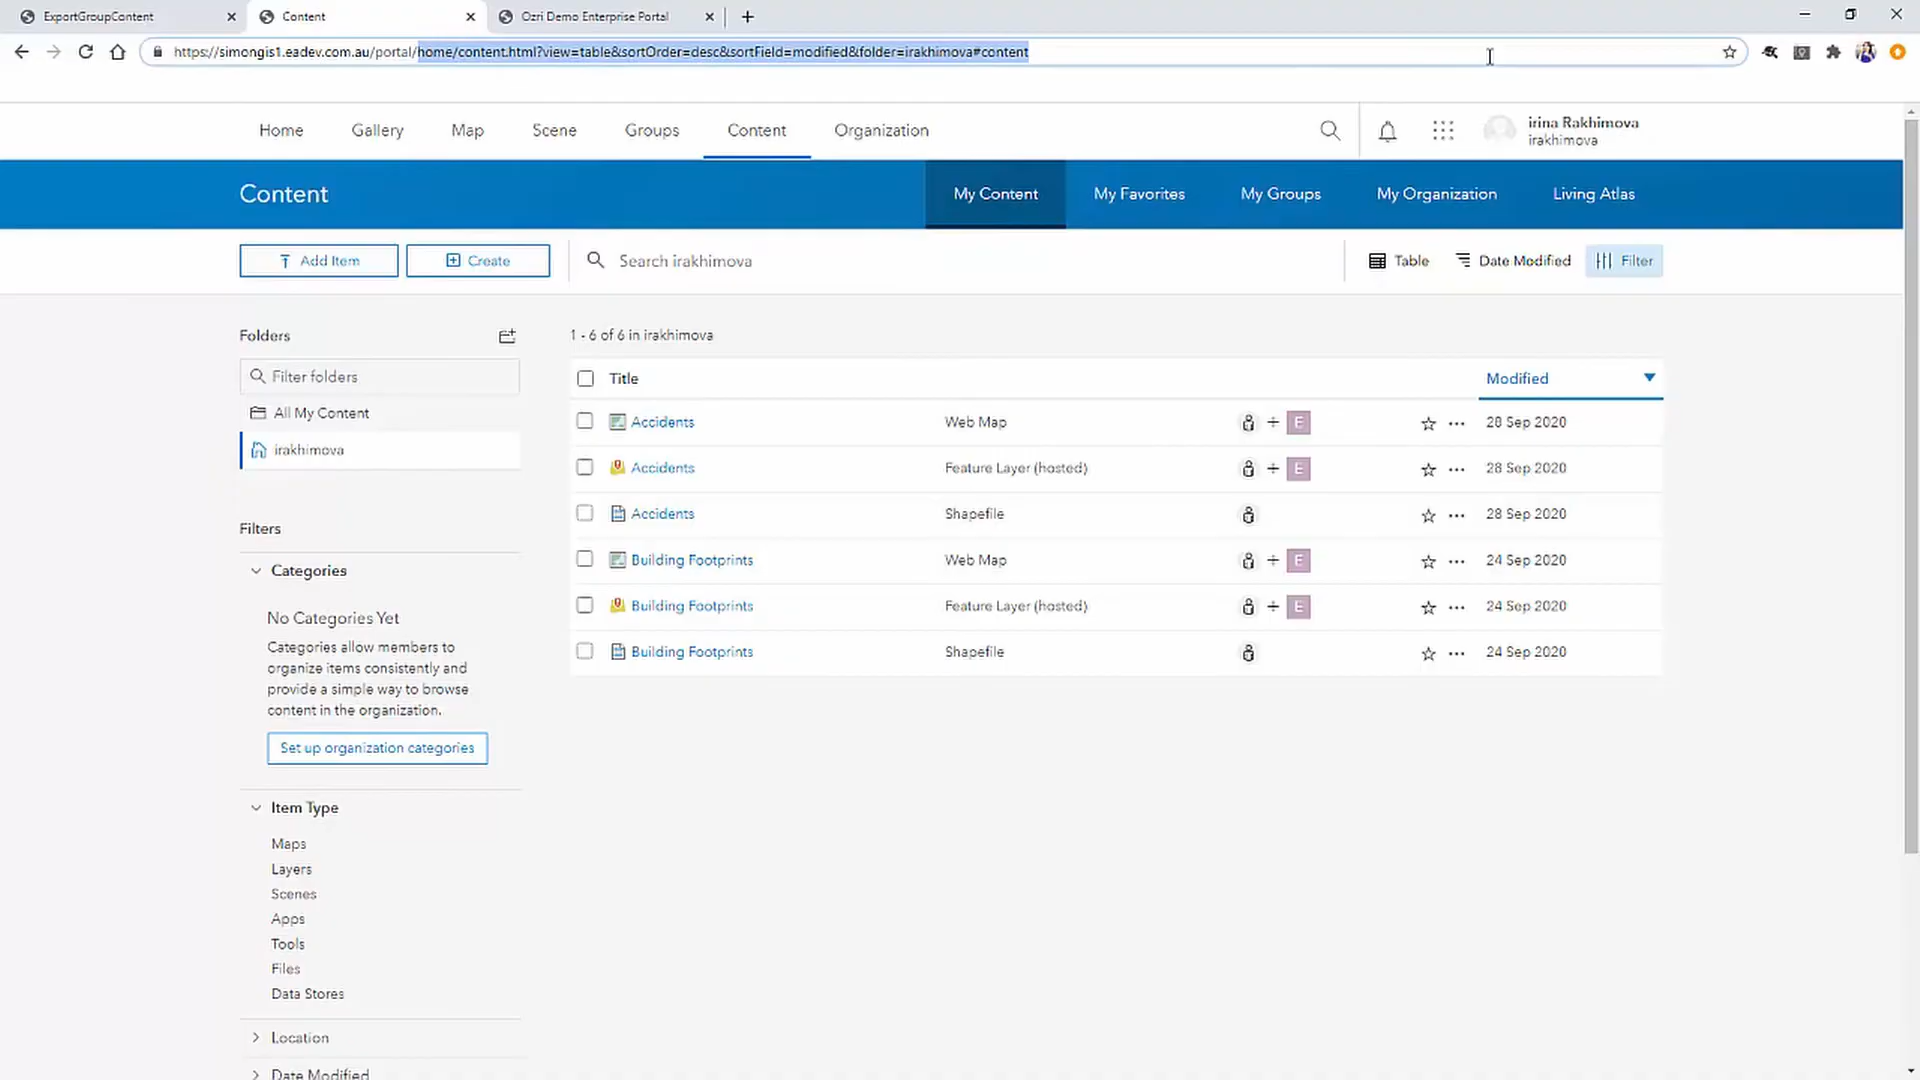 ExportGroupContent
Content
Ozri Demo Enterprise Portal
https://simongis1.eadev.com.au/portal/home/content.html?view=table&sortOrder=desc&sortField=modified&folder=irakhimova#content
Home
Gallery
Map
Scene
Groups
Content
Organization
irina Rakhimova
irakhimova
Content
My Content
My Favorites
My Groups
My Organization
Living Atlas
Add Item
Create
Search irakhimova
Table
Date Modified
Filter
Folders
1 - 6 of 6 in irakhimova
Filter folders
Title
Modified
All My Content
irakhimova
Accidents Web Map E 28 Sep 2020
Accidents Feature Layer (hosted) E 28 Sep 2020
Accidents Shapefile 28 Sep 2020
Building Footprints Web Map E 24 Sep 2020
Building Footprints Feature Layer (hosted) E 24 Sep 2020
Building Footprints Shapefile 24 Sep 2020
Filters
Categories
No Categories Yet
Categories allow members to
organize items consistently and
provide a simple way to browse
content in the organization.
Set up organization categories
Item Type
Maps
Layers
Scenes
Apps
Tools
Files
Data Stores
Location
Date Modified